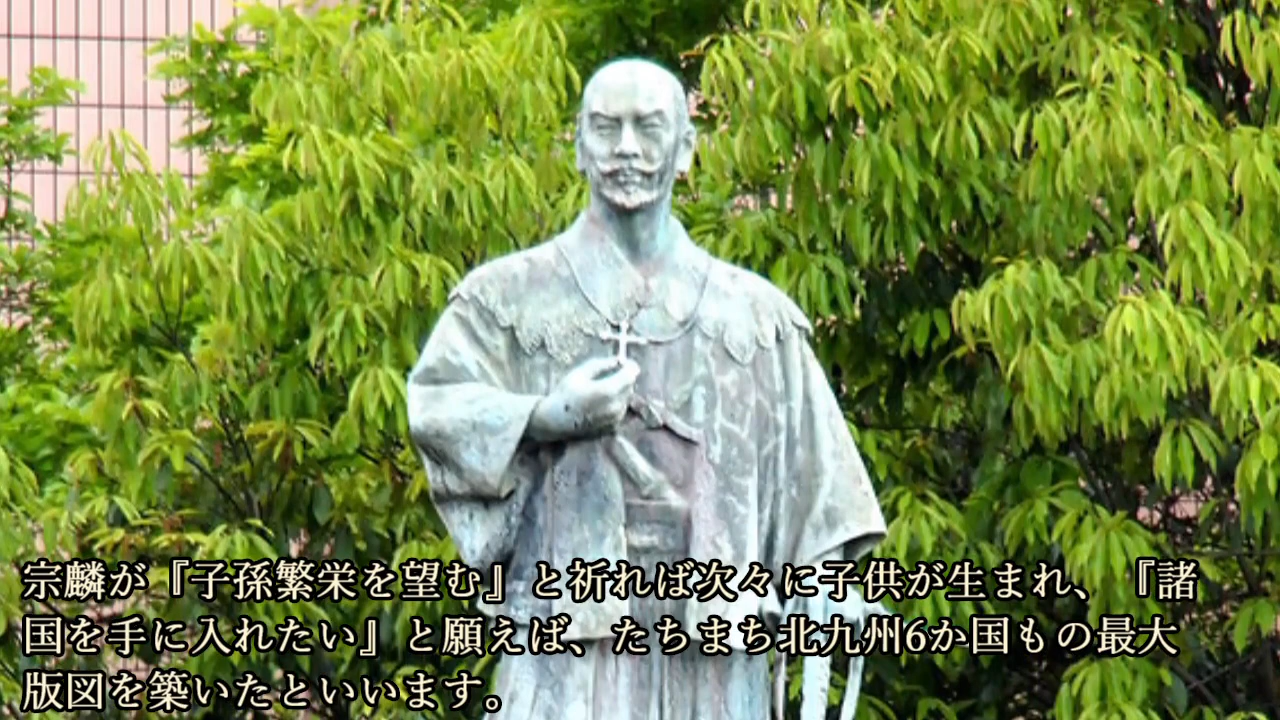 宗麟が『子孫繁栄を望む』と祈れば次々に子供が生まれ、『諸
国を手に入れたい』と願えば、たちまち北九州6か国もの最大
版図を築いたといいます。